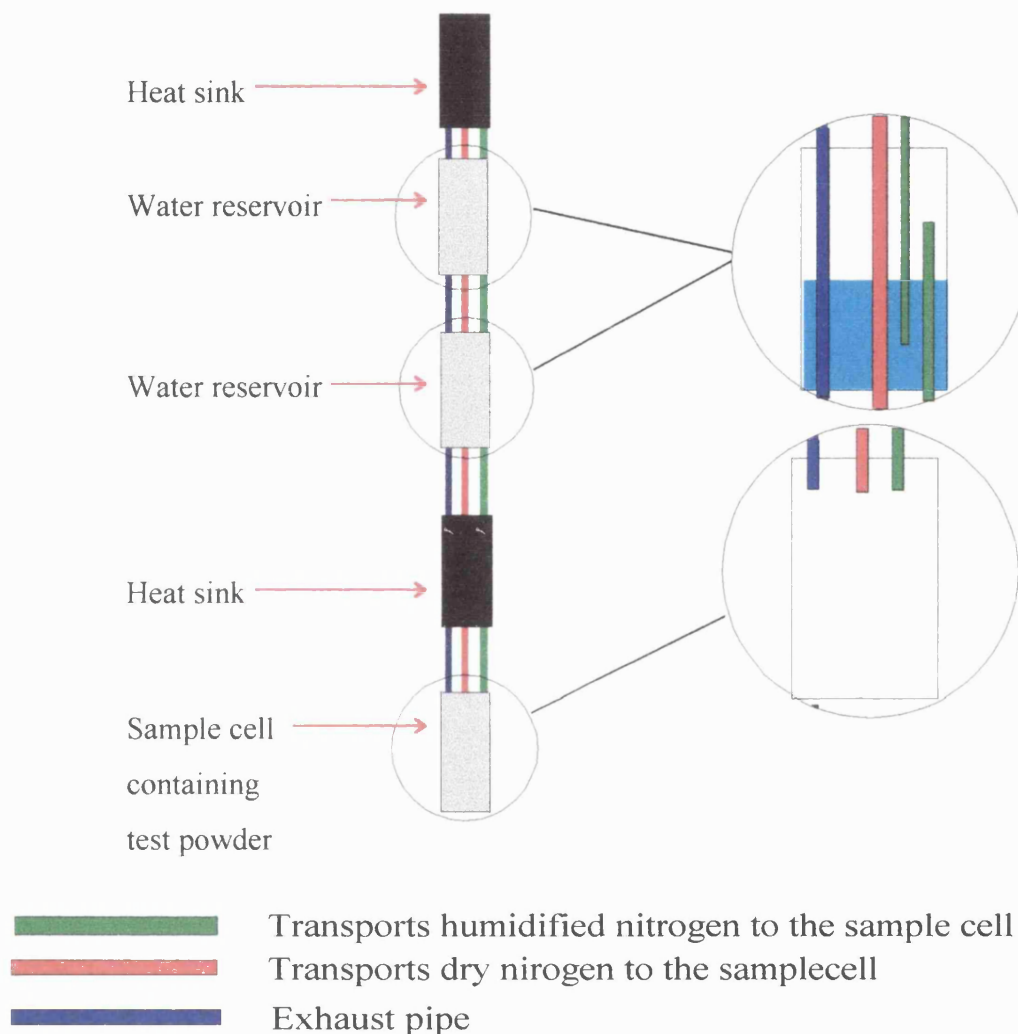 Heat sink
Water reservoir
Water reservoir
Heat sink
Sample cell
containing
test powder
Transports humidified nitrogen to the sample cell
Transports dry nirogen to the samplecell
Exhaust pipe